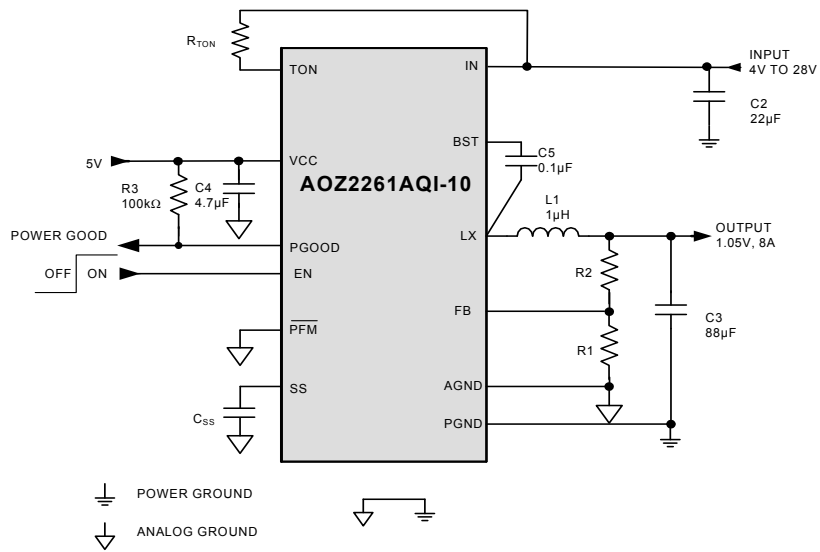 R_TON
TON
IN
INPUT
4V TO 28V
C2
22µF
BST
C5
0.1µF
5V
VCC
AOZ2261AQI-10
R3
100kΩ
C4
4.7µF
L1
1µH
LX
OUTPUT
1.05V, 8A
POWER GOOD
PGOOD
R2
OFF
ON
EN
FB
C3
88µF
PFM
R1
SS
AGND
C_SS
PGND
POWER GROUND
ANALOG GROUND